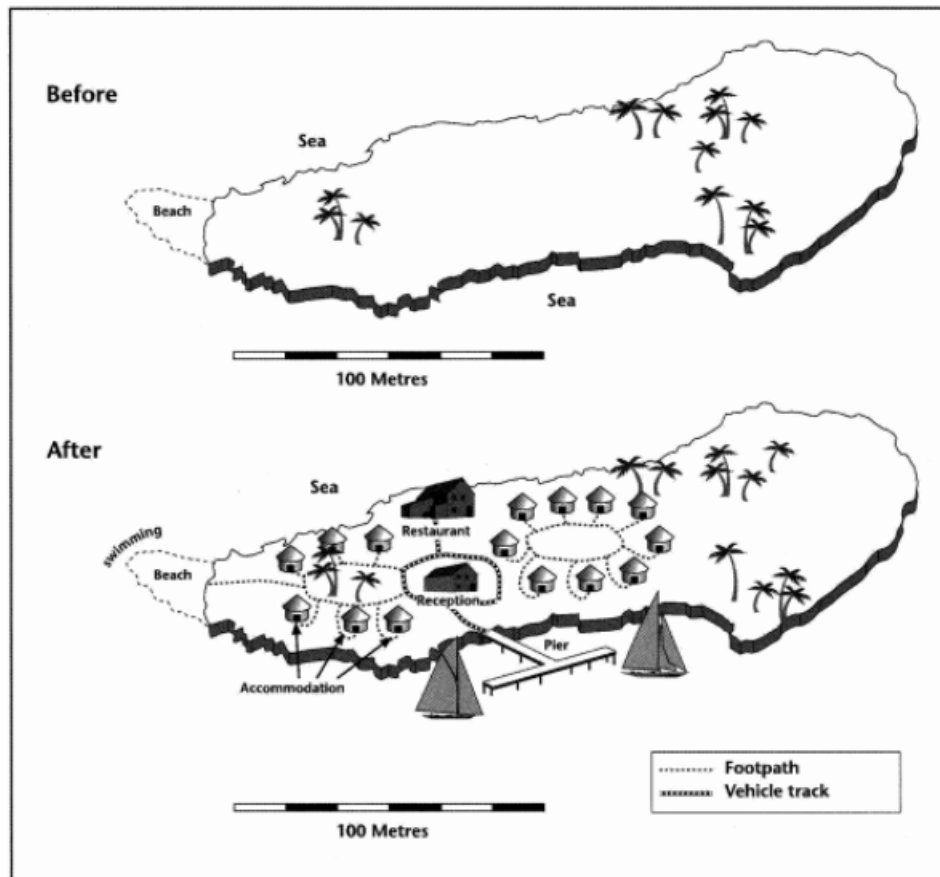 Before
Sea
Beach
Sea
100 Metres
After
Sea
swimming
Restaurant
Beach
Reception
Pier
Accommodation
Footpath
Vehicle track
100 Metres